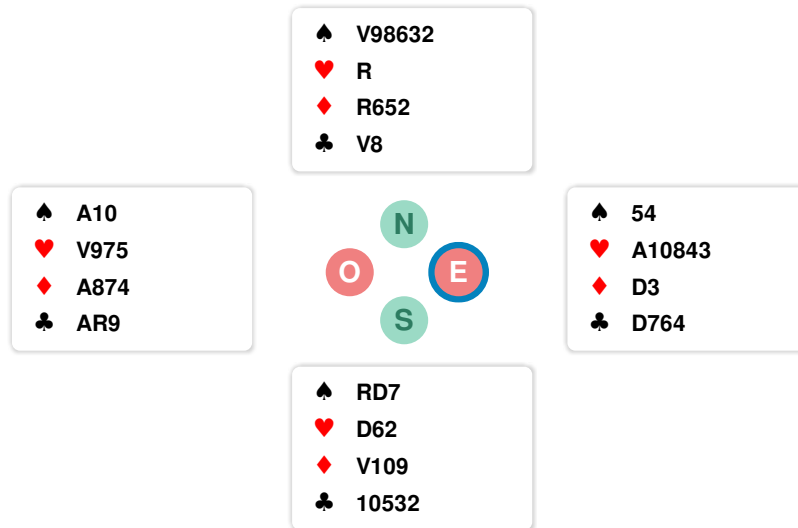 ♠ V98632
♥ R
♦ R652
♣ V8
♠ A10
♥ V975
♦ A874
♣ AR9
N
O
E
S
♠ 54
♥ A10843
♦ D3
♣ D764
♠ RD7
♥ D62
♦ V109
♣ 10532